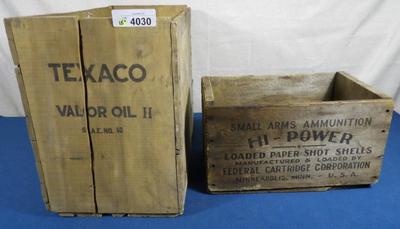 4030
TEXACO
VALOR OIL II
S.A.E. NO. 10
SMALL ARMS AMMUNITION
HI-POWER
LOADED PAPER SHOT SHELLS
MANUFACTURED & LOADED BY
FEDERAL CARTRIDGE CORPORATION
MINNEAPOLIS, MINN. - U. S. A.